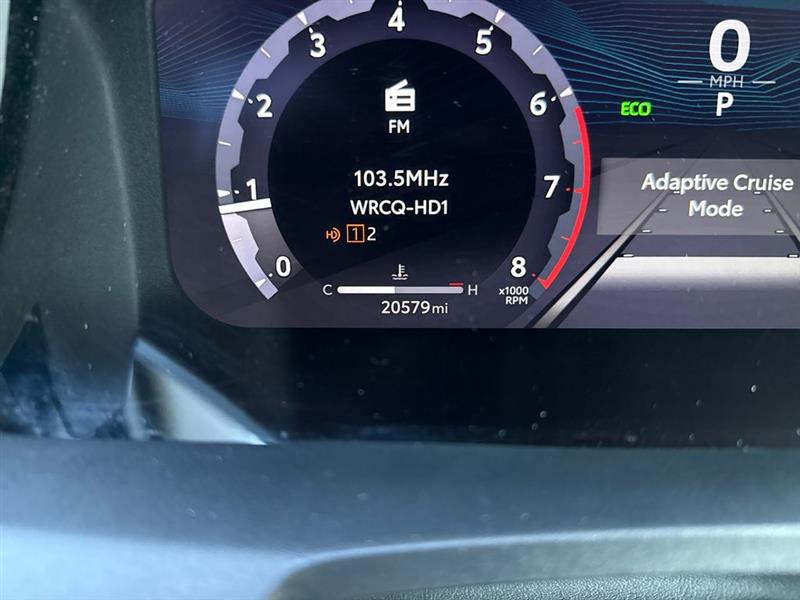 0 1 2 3 4 5 6 7 8
x1000
RPM
FM
103.5MHz
WRCQ-HD1
HD 1 2
C H
20579mi
0
MPH
P
ECO
Adaptive Cruise
Mode